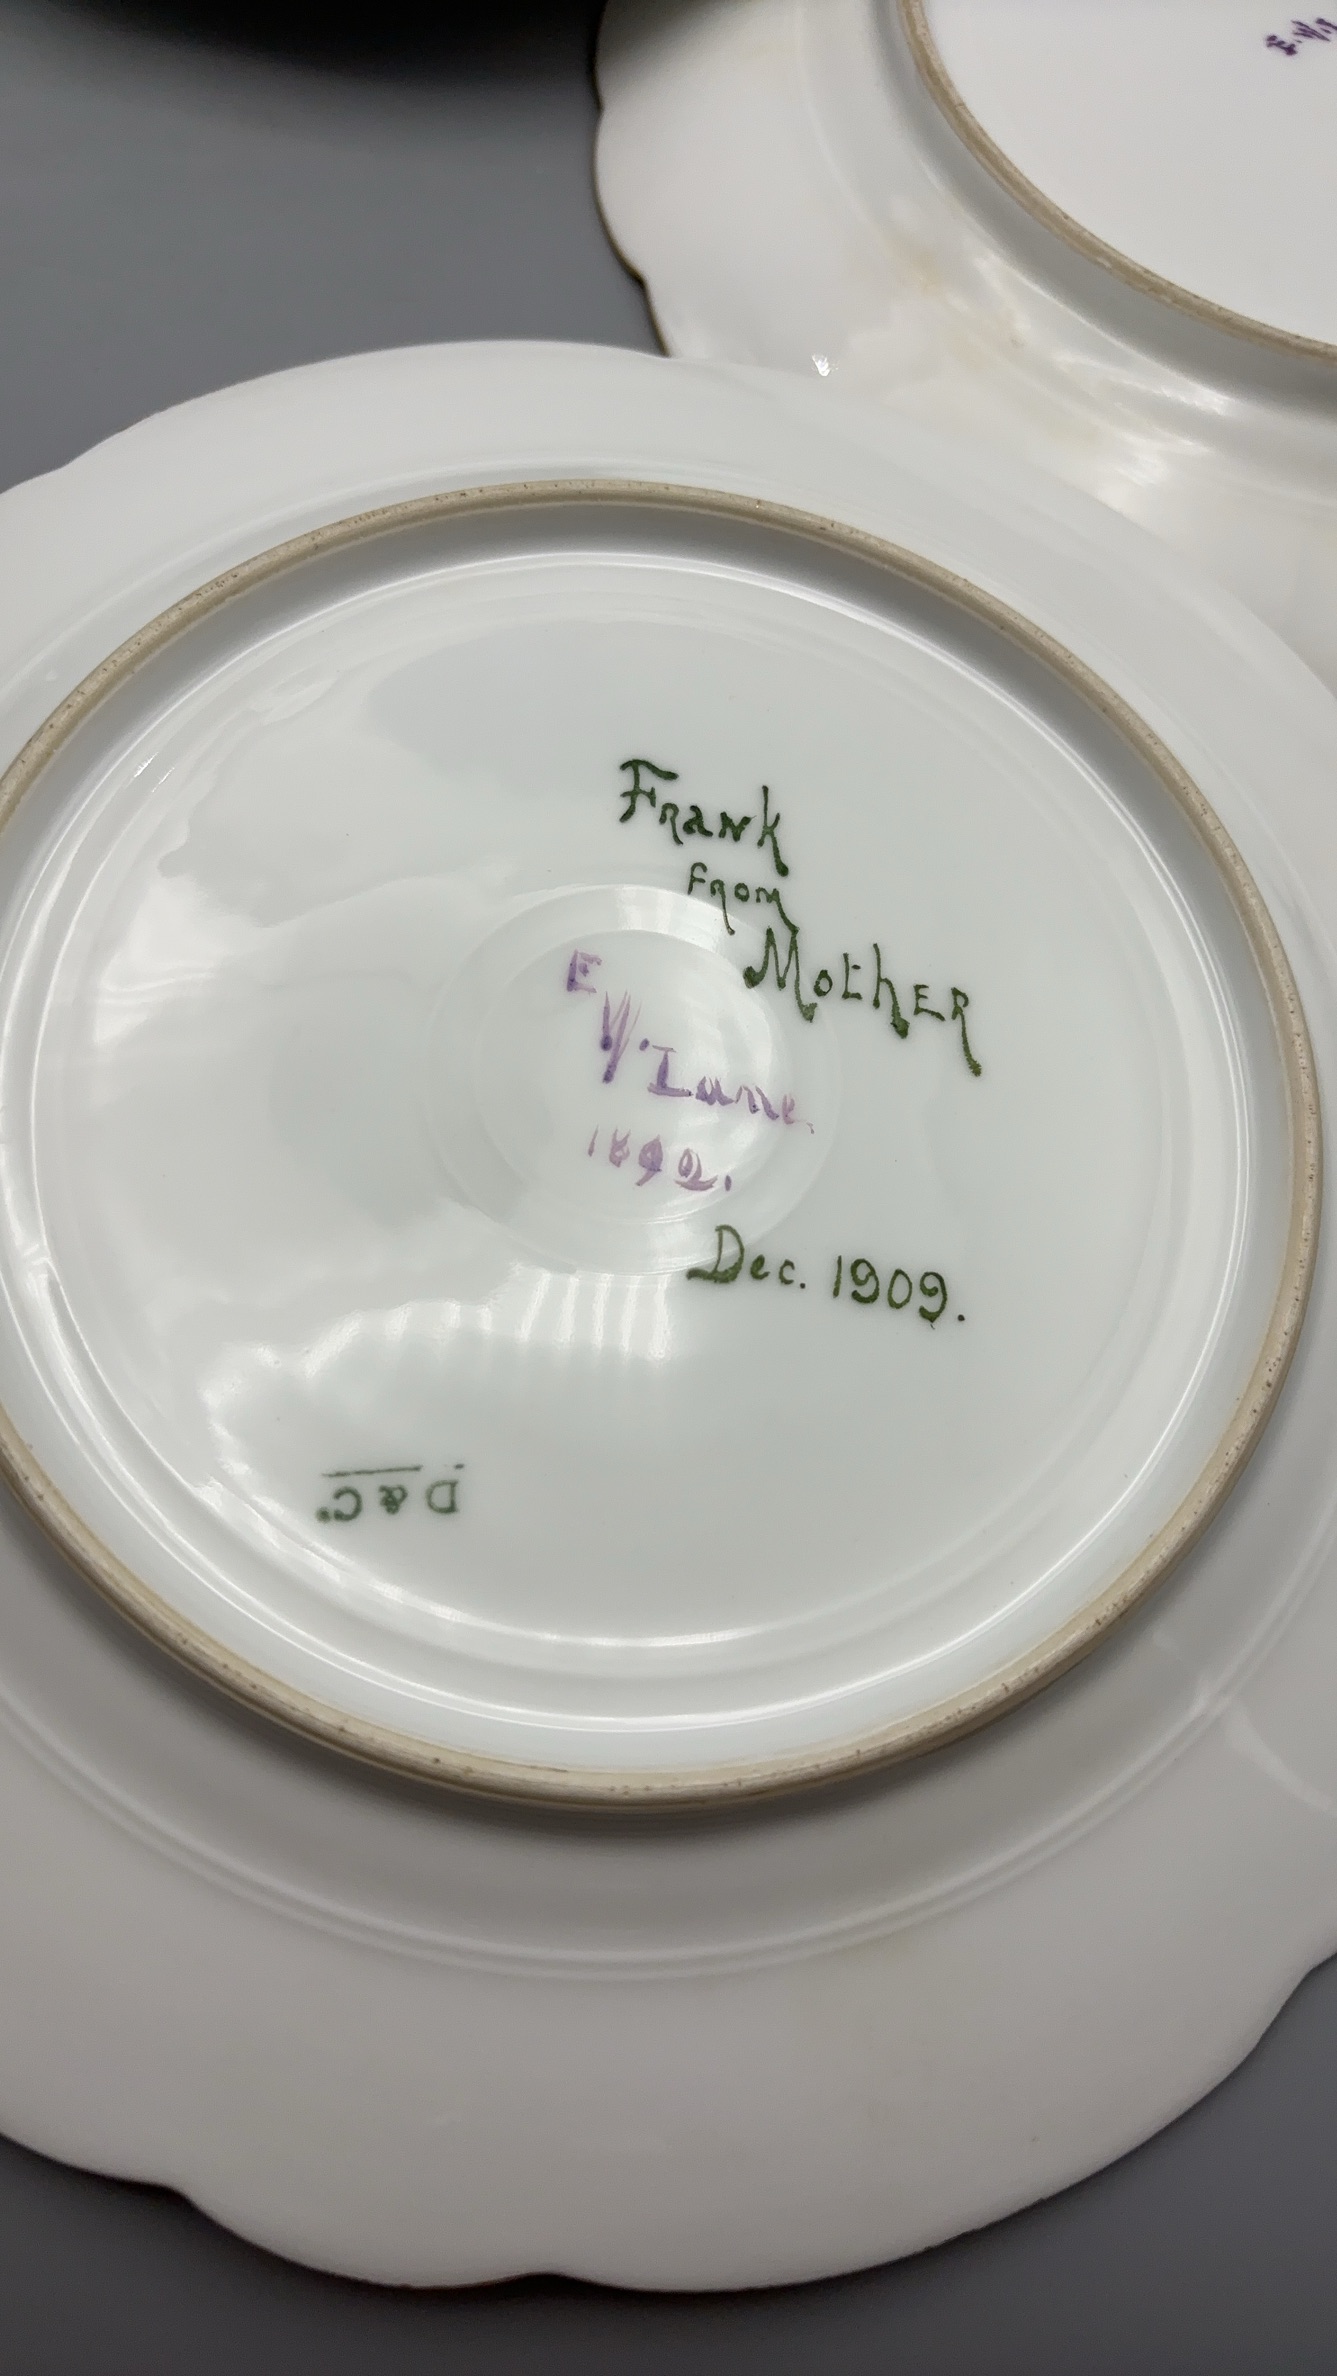 Frank
From
Mother
E
W. Lane.
1892.
Dec. 1909.
D & Co.
E. W. L